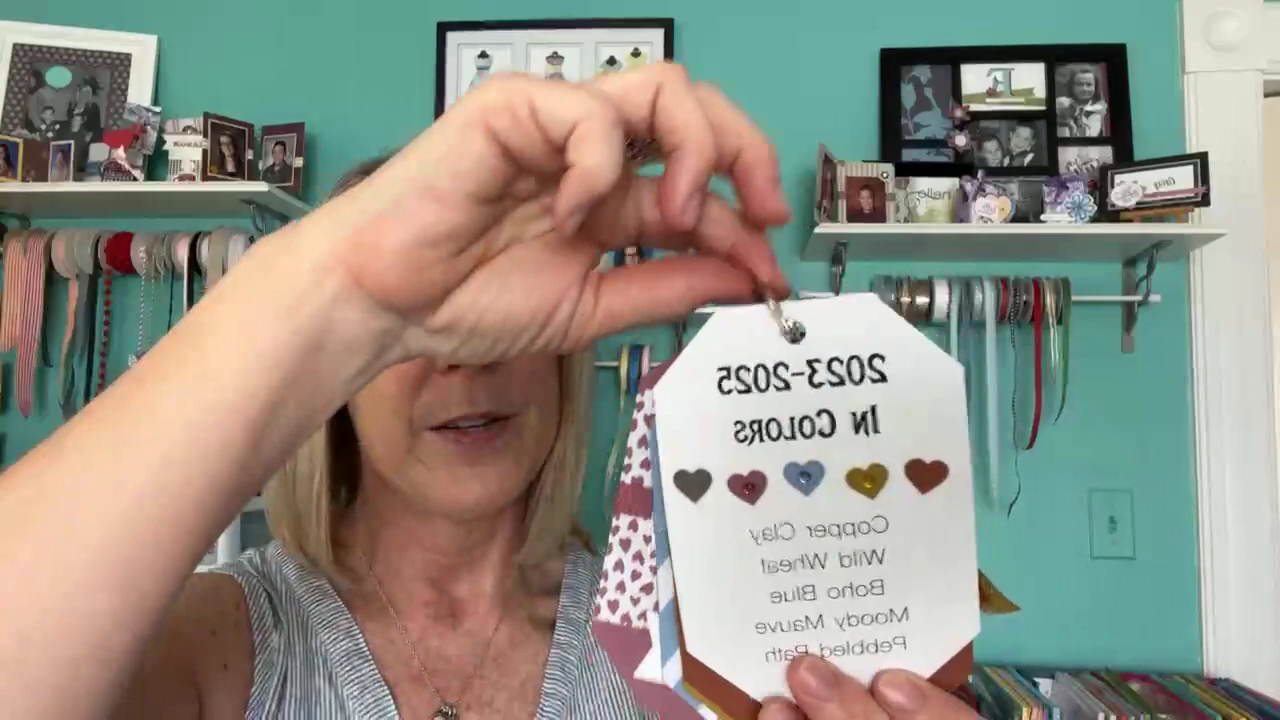 2023-2025
In Colors
Copper Clay
Wild Wheat
Boho Blue
Moody Mauve
Pebbled Path